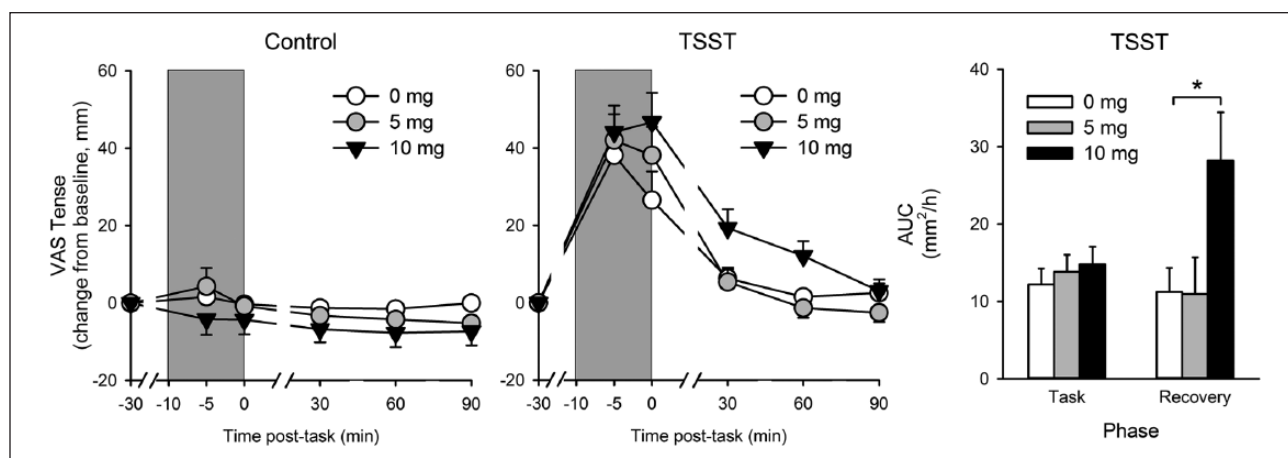 Control
VAS Tense
(change from baseline, mm)
60
40
20
0
-20
0 mg
5 mg
10 mg
-30
-10
-5
0
30
60
90
Time post-task (min)
TSST
60
40
20
0
-20
0 mg
5 mg
10 mg
-30
-10
-5
0
30
60
90
Time post-task (min)
TSST
AUC
(mm²/h)
40
30
20
10
0
0 mg
5 mg
10 mg
*
Task
Recovery
Phase